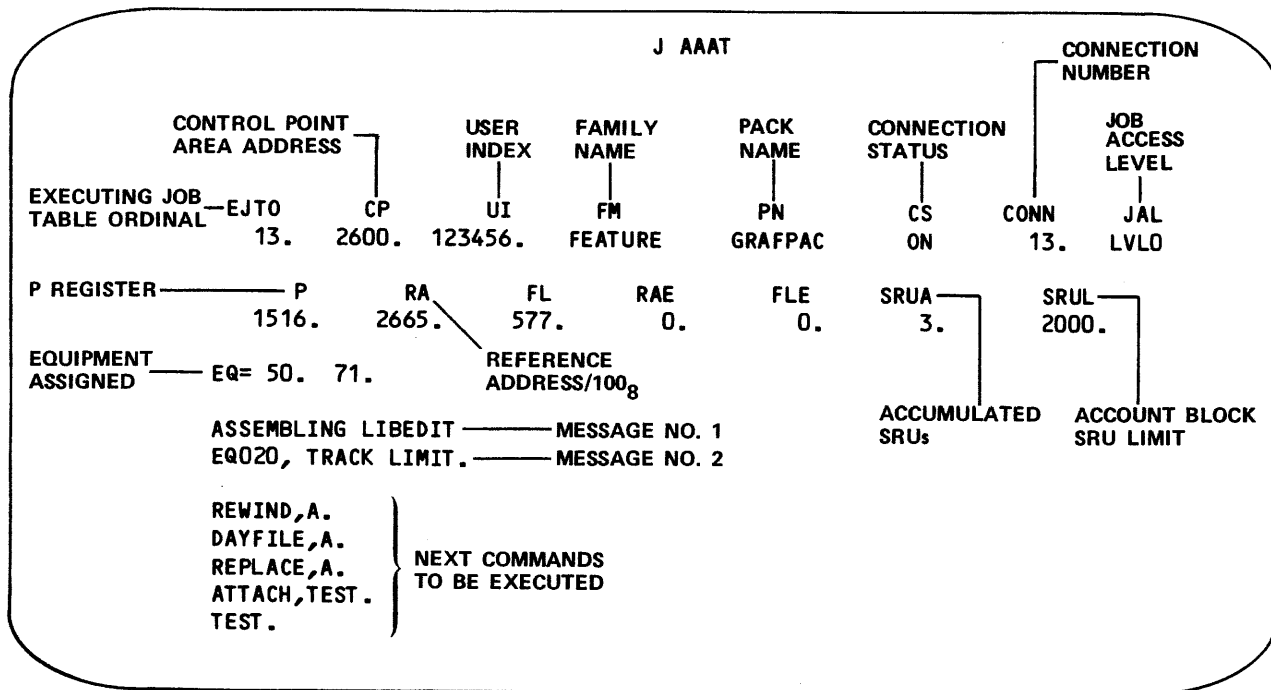 J AAAT
CONNECTION
NUMBER
CONTROL POINT
AREA ADDRESS
USER
INDEX
FAMILY
NAME
PACK
NAME
CONNECTION
STATUS
JOB
ACCESS
LEVEL
EXECUTING JOB
TABLE ORDINAL
EJTO CP UI FM PN CS CONN JAL
13. 2600. 123456. FEATURE GRAFPAC ON 13. LVL0
P REGISTER P RA FL RAE FLE SRUA SRUL
1516. 2665. 577. 0. 0. 3. 2000.
EQUIPMENT
ASSIGNED
EQ= 50. 71.
REFERENCE
ADDRESS/100₈
ACCUMULATED
SRUs
ACCOUNT BLOCK
SRU LIMIT
ASSEMBLING LIBEDIT MESSAGE NO. 1
EQ020, TRACK LIMIT. MESSAGE NO. 2
REWIND,A.
DAYFILE,A.
REPLACE,A.
ATTACH,TEST.
TEST.
NEXT COMMANDS
TO BE EXECUTED